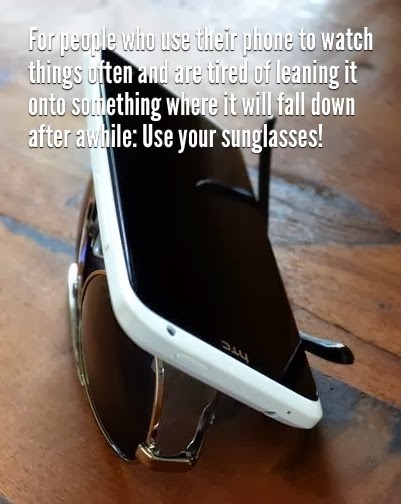 For people who use their phone to watch
things often and are tired of leaning it
onto something where it will fall down
after awhile: Use your sunglasses!
htc